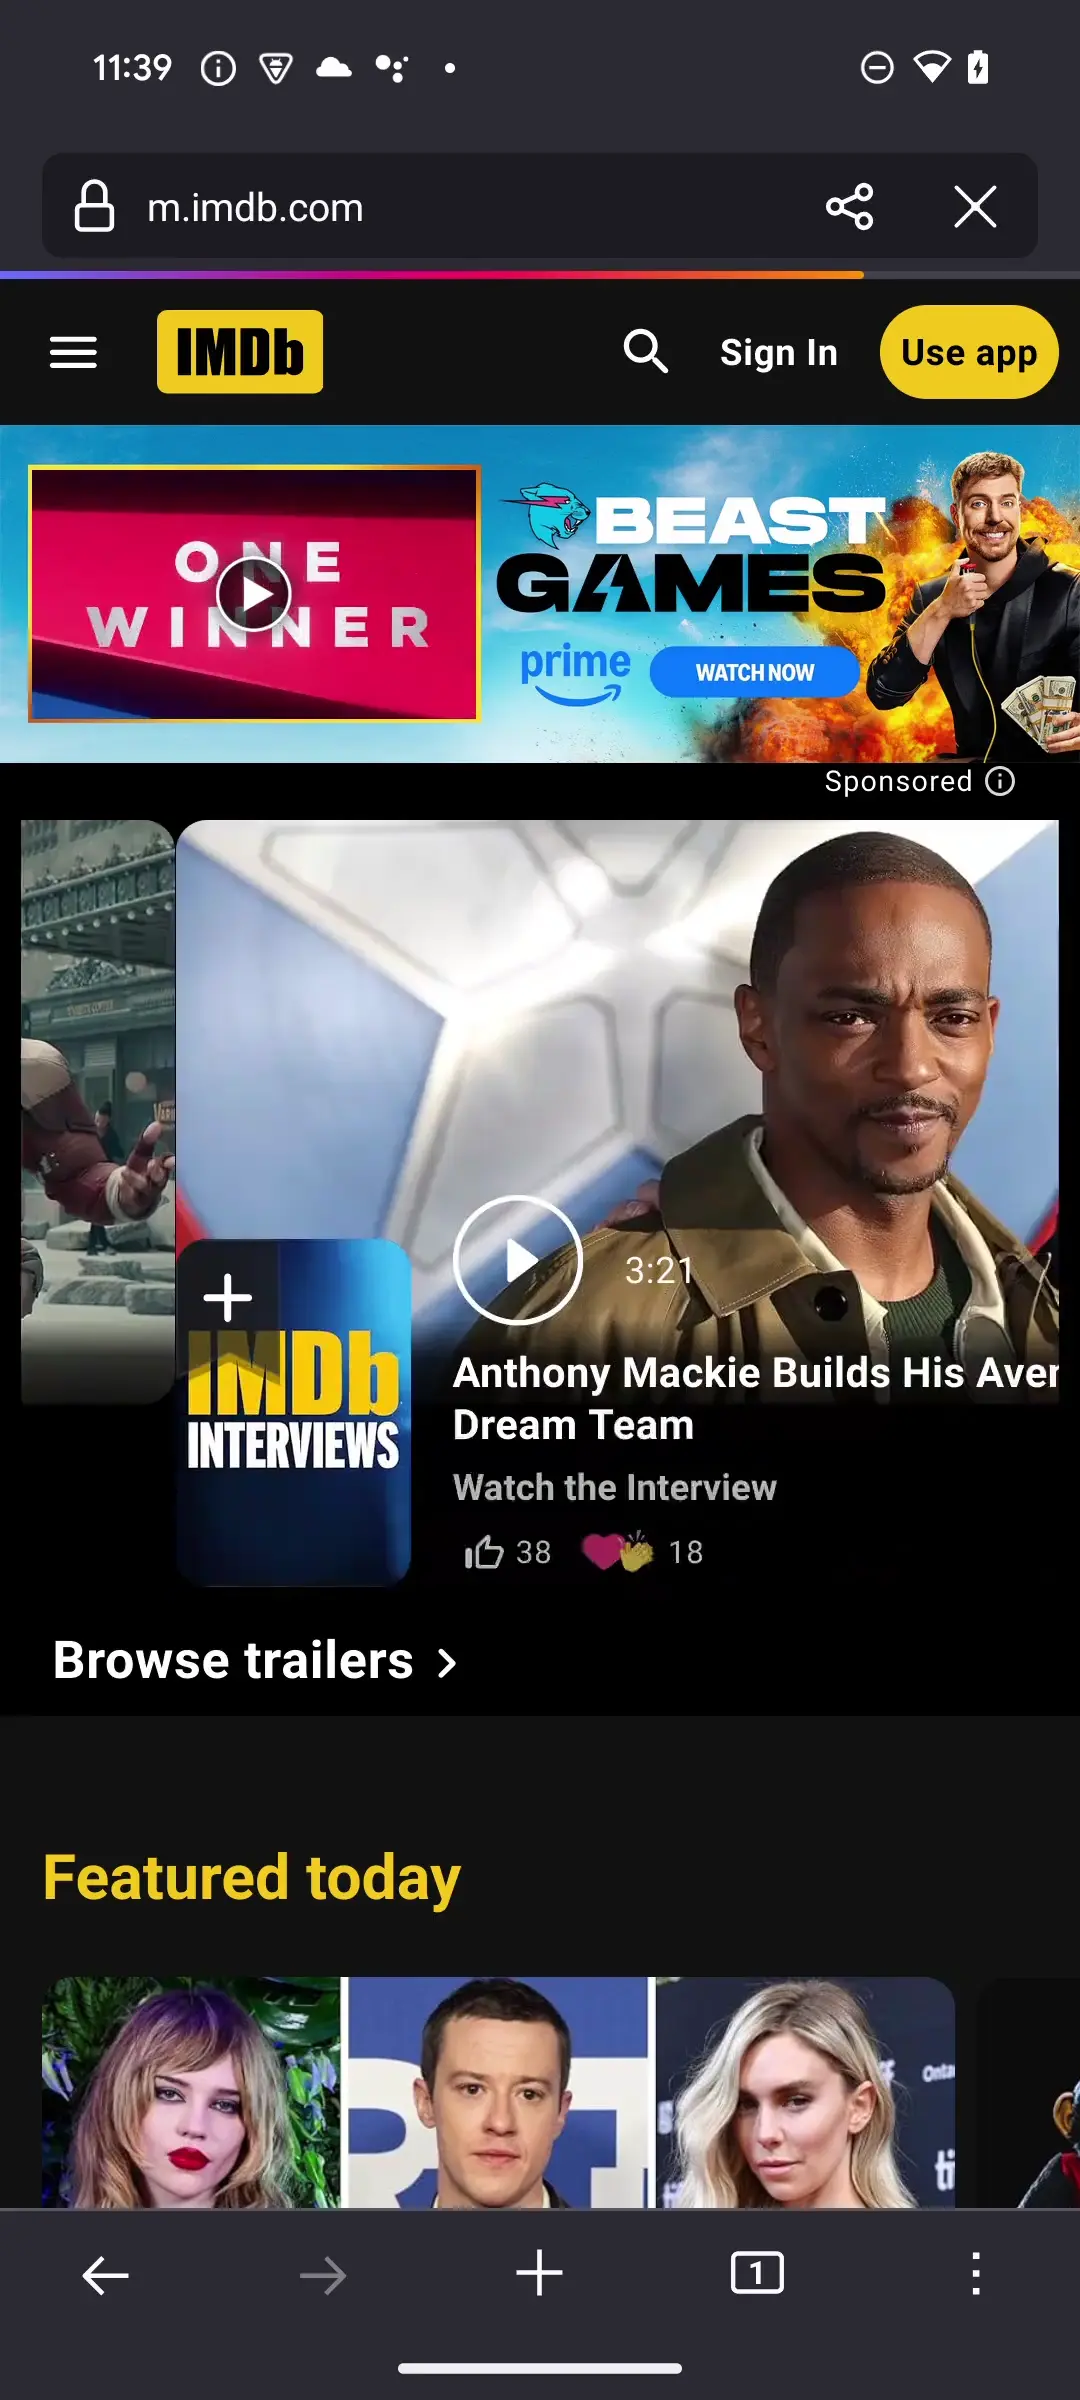 11:39
m.imdb.com
IMDb
Sign In
Use app
ONE
WINNER
BEAST
GAMES
prime
WATCH NOW
Sponsored
3:21
IMDb
INTERVIEWS
Anthony Mackie Builds His Aver
Dream Team
Watch the Interview
38
18
Browse trailers
Featured today
Onta
1